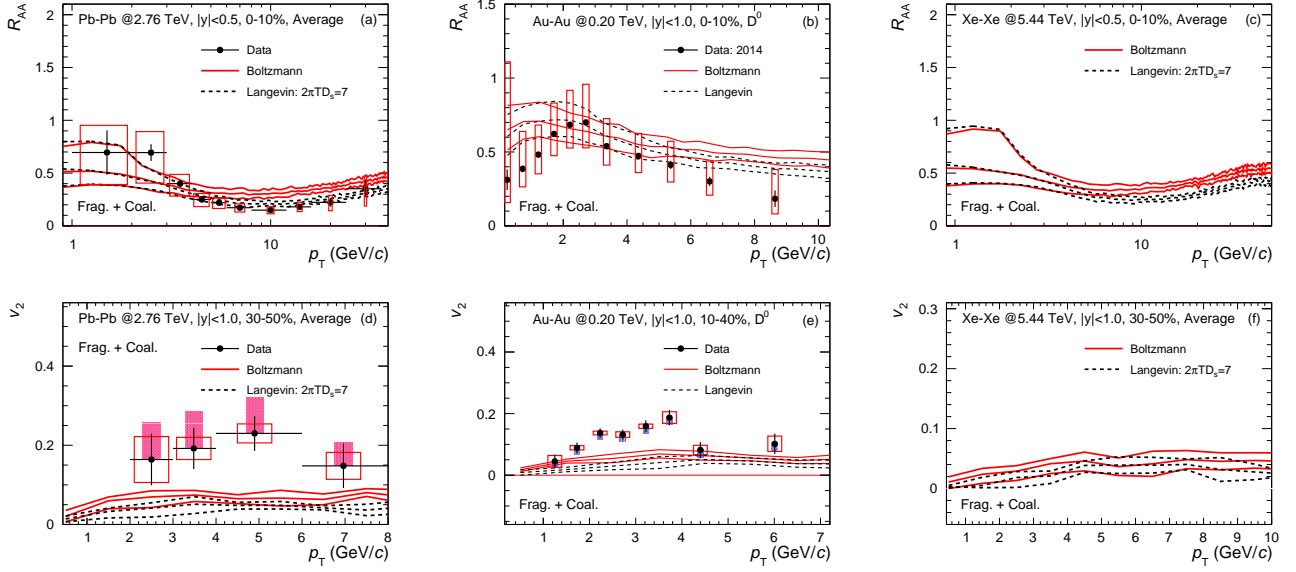 Pb-Pb @2.76 TeV, |y|<0.5, 0-10%, Average (a)
R_AA
2
1.5
1
0.5
0
Data
Boltzmann
Langevin: 2πTD_s=7
Frag. + Coal.
1 10
p_T (GeV/c)
Au-Au @0.20 TeV, |y|<1.0, 0-10%, D⁰ (b)
R_AA
1.5
1
0.5
0
Data: 2014
Boltzmann
Langevin
Frag. + Coal.
0 2 4 6 8 10
p_T (GeV/c)
Xe-Xe @5.44 TeV, |y|<0.5, 0-10%, Average (c)
R_AA
2
1.5
1
0.5
0
Boltzmann
Langevin: 2πTD_s=7
Frag. + Coal.
1 10
p_T (GeV/c)
Pb-Pb @2.76 TeV, |y|<1.0, 30-50%, Average (d)
v_2
0.4
0.2
0
Frag. + Coal.
Data
Boltzmann
Langevin: 2πTD_s=7
1 2 3 4 5 6 7 8
p_T (GeV/c)
Au-Au @0.20 TeV, |y|<1.0, 10-40%, D⁰ (e)
v_2
0.4
0.2
0
Data
Boltzmann
Langevin
Frag. + Coal.
0 1 2 3 4 5 6 7
p_T (GeV/c)
Xe-Xe @5.44 TeV, |y|<1.0, 30-50%, Average (f)
v_2
0.3
0.2
0.1
0
Boltzmann
Langevin: 2πTD_s=7
Frag. + Coal.
1 2 3 4 5 6 7 8 9 10
p_T (GeV/c)